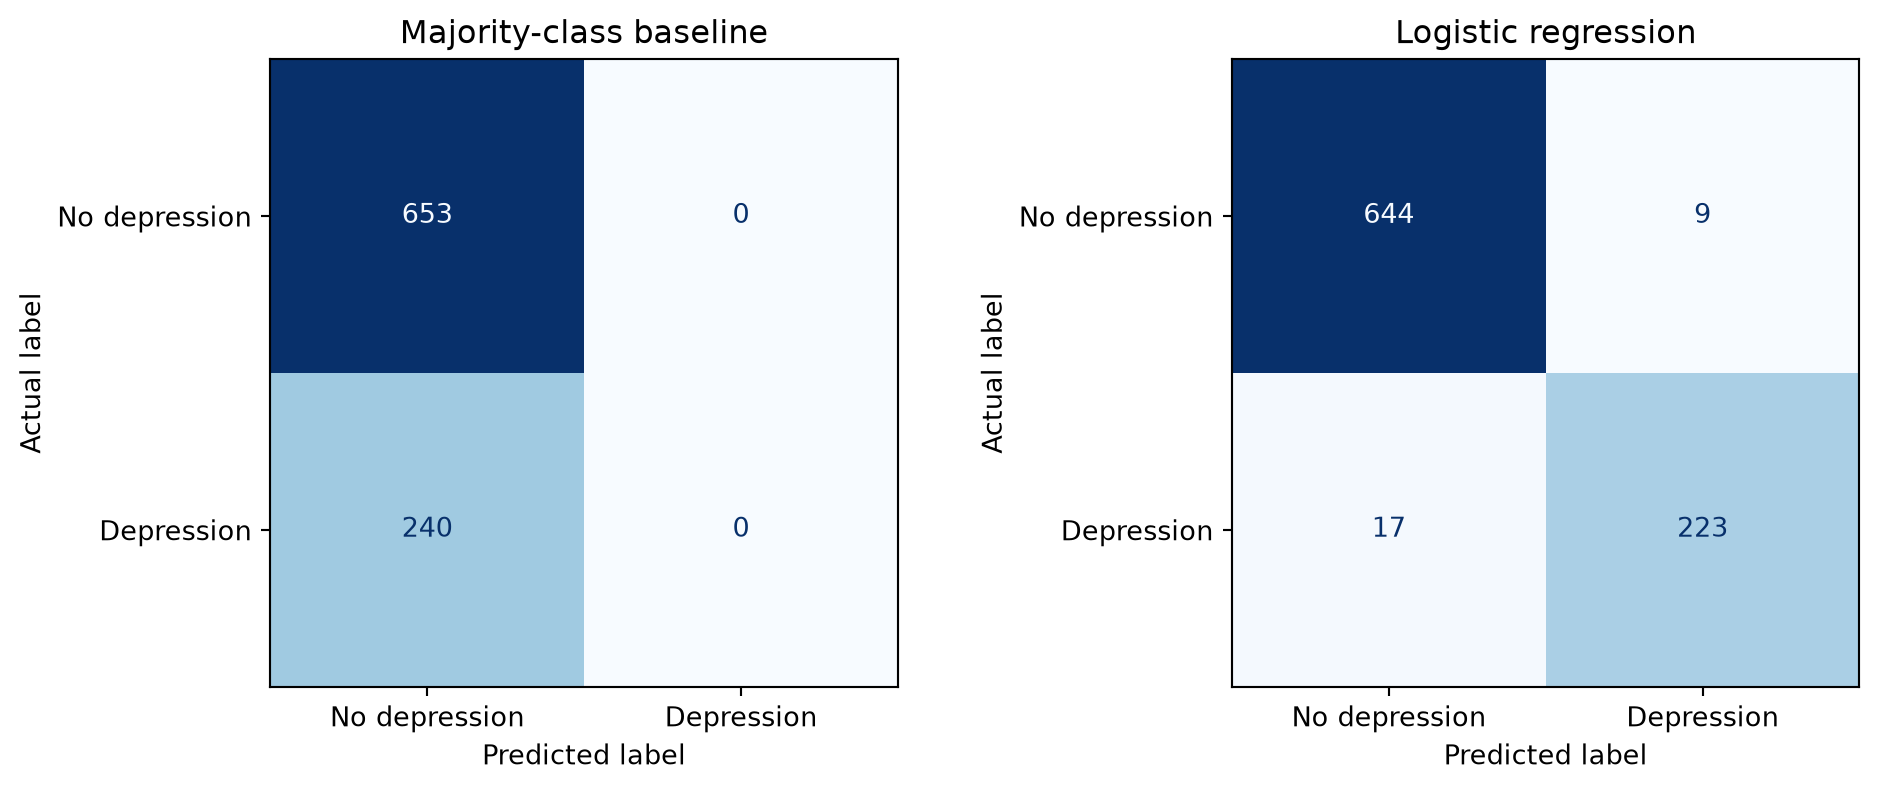 Majority-class baseline
No depression
Depression
Actual label
653
0
240
0
No depression
Depression
Predicted label
Logistic regression
No depression
Depression
Actual label
644
9
17
223
No depression
Depression
Predicted label